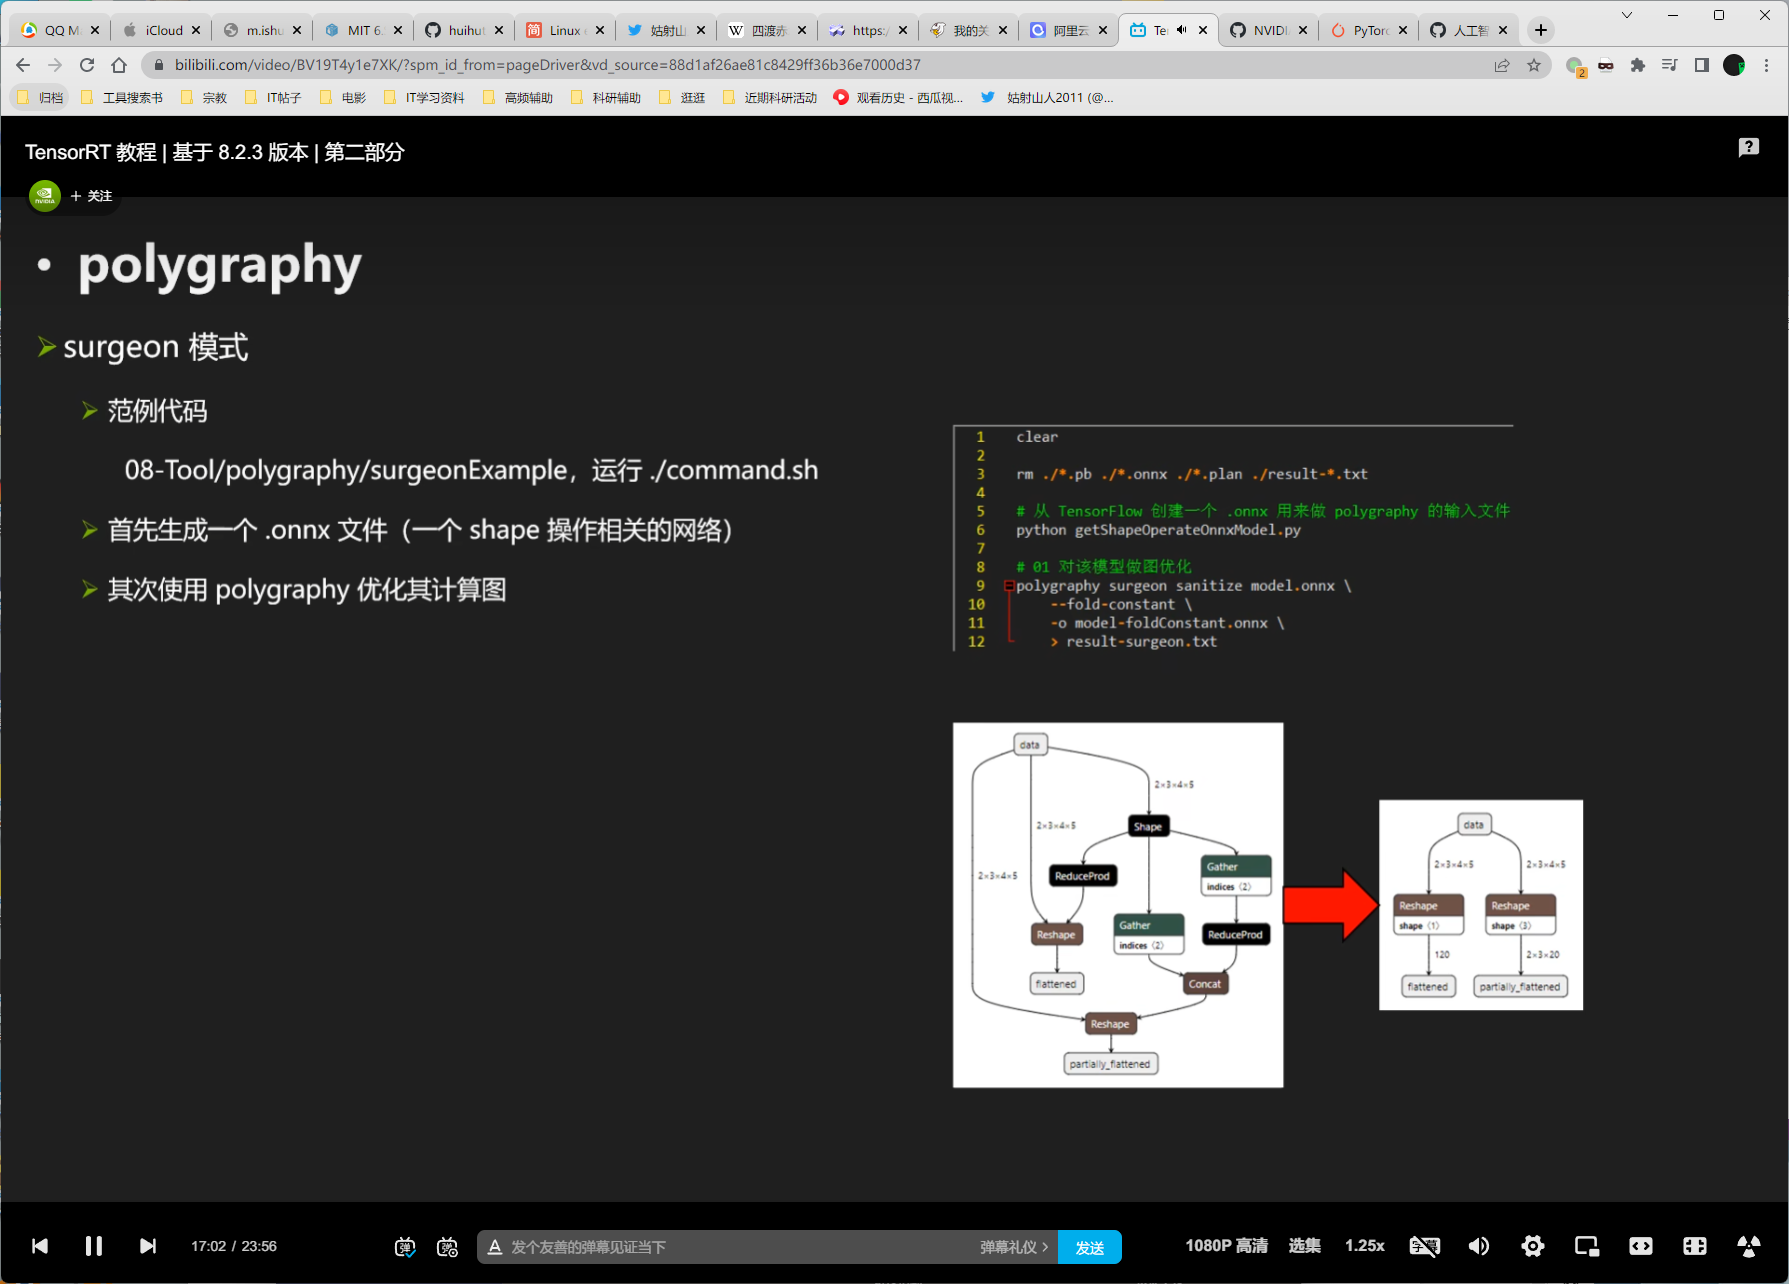 QQ M
iCloud
m.ishu
MIT 6.
huihut
简
Linux
姑射山
W
四渡赤
https:/
我的关
阿里云
Te
NVIDI
PyTorc
人工智
bilibili.com/video/BV19T4y1e7XK/?spm_id_from=pageDriver&vd_source=88d1af26ae81c8429ff36b36e7000d37
2
归档
工具搜索书
宗教
IT帖子
电影
IT学习资料
高频辅助
科研辅助
逛逛
近期科研活动
观看历史 - 西瓜视...
姑射山人2011 (@...
TensorRT 教程 | 基于 8.2.3 版本 | 第二部分
NVIDIA
+ 关注
• polygraphy
surgeon 模式
范例代码
08-Tool/polygraphy/surgeonExample，运行 ./command.sh
首先生成一个 .onnx 文件（一个 shape 操作相关的网络）
其次使用 polygraphy 优化其计算图
1 clear
2
3 rm ./*.pb ./*.onnx ./*.plan ./result-*.txt
4
5 # 从 TensorFlow 创建一个 .onnx 用来做 polygraphy 的输入文件
6 python getShapeOperateOnnxModel.py
7
8 # 01 对该模型做图优化
9 polygraphy surgeon sanitize model.onnx \
10 --fold-constant \
11 -o model-foldConstant.onnx \
12 > result-surgeon.txt
data
2×3×4×5
2×3×4×5
Shape
2×3×4×5
ReduceProd
Gather
indices ⟨2⟩
Reshape
Gather
indices ⟨2⟩
ReduceProd
flattened
Concat
Reshape
partially_flattened
data
2×3×4×5
2×3×4×5
Reshape
shape ⟨1⟩
Reshape
shape ⟨3⟩
120
2×3×20
flattened
partially_flattened
17:02 / 23:56
弹
弹
A
发个友善的弹幕见证当下
弹幕礼仪 >
发送
1080P 高清
选集
1.25x
字幕